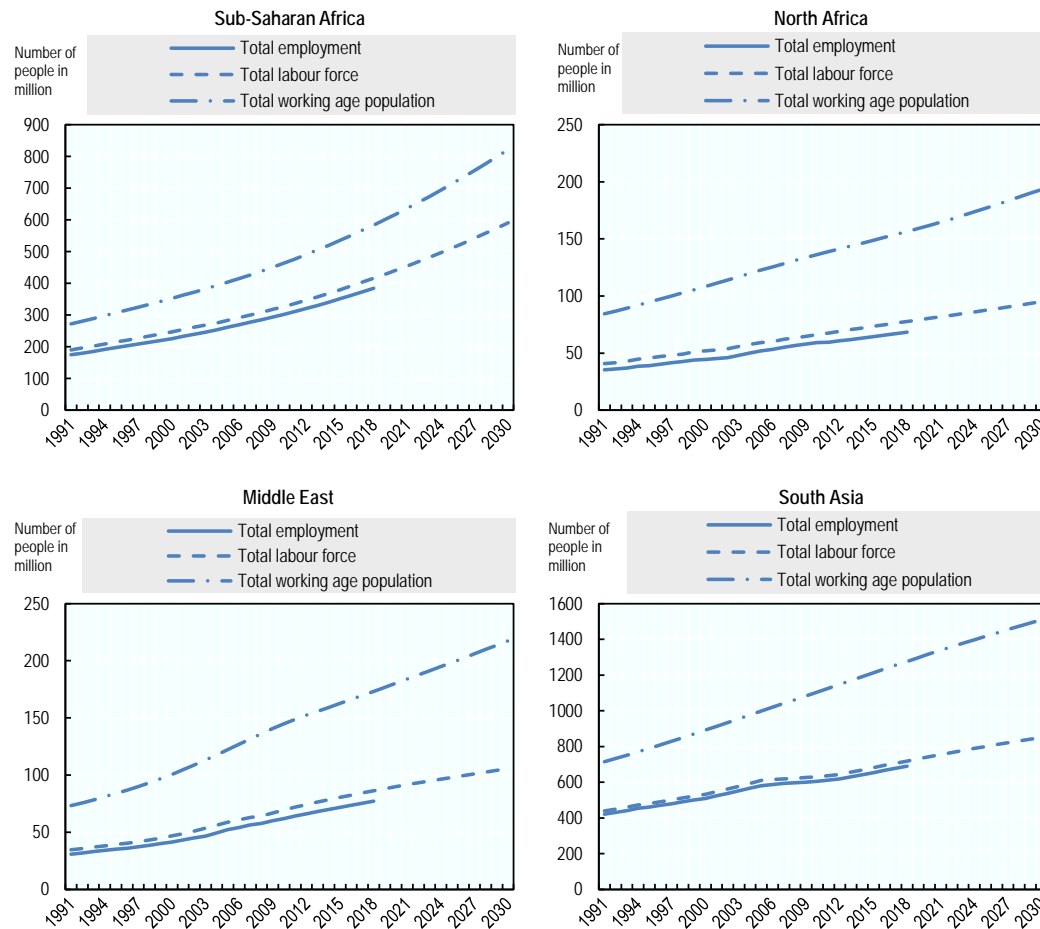 Sub-Saharan Africa
Number of
people in
million
Total employment
Total labour force
Total working age population
900
800
700
600
500
400
300
200
100
0
1991 1994 1997 2000 2003 2006 2009 2012 2015 2018 2021 2024 2027 2030
North Africa
Number of
people in
million
Total employment
Total labour force
Total working age population
250
200
150
100
50
0
1991 1994 1997 2000 2003 2006 2009 2012 2015 2018 2021 2024 2027 2030
Middle East
Number of
people in
million
Total employment
Total labour force
Total working age population
250
200
150
100
50
0
1991 1994 1997 2000 2003 2006 2009 2012 2015 2018 2021 2024 2027 2030
South Asia
Number of
people in
million
Total employment
Total labour force
Total working age population
1600
1400
1200
1000
800
600
400
200
0
1991 1994 1997 2000 2003 2006 2009 2012 2015 2018 2021 2024 2027 2030